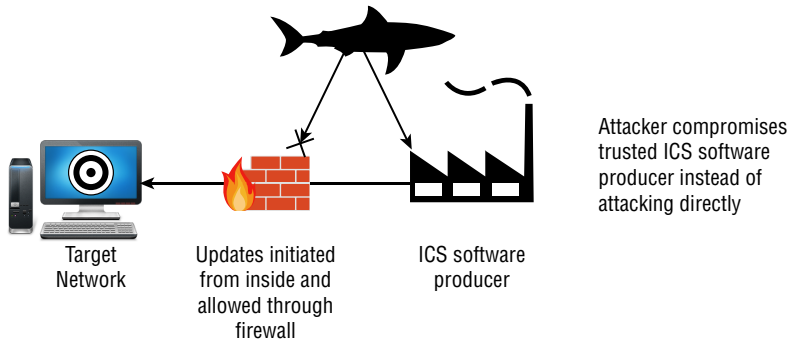 Attacker compromises
trusted ICS software
producer instead of
attacking directly
Target
Network
Updates initiated
from inside and
allowed through
firewall
ICS software
producer